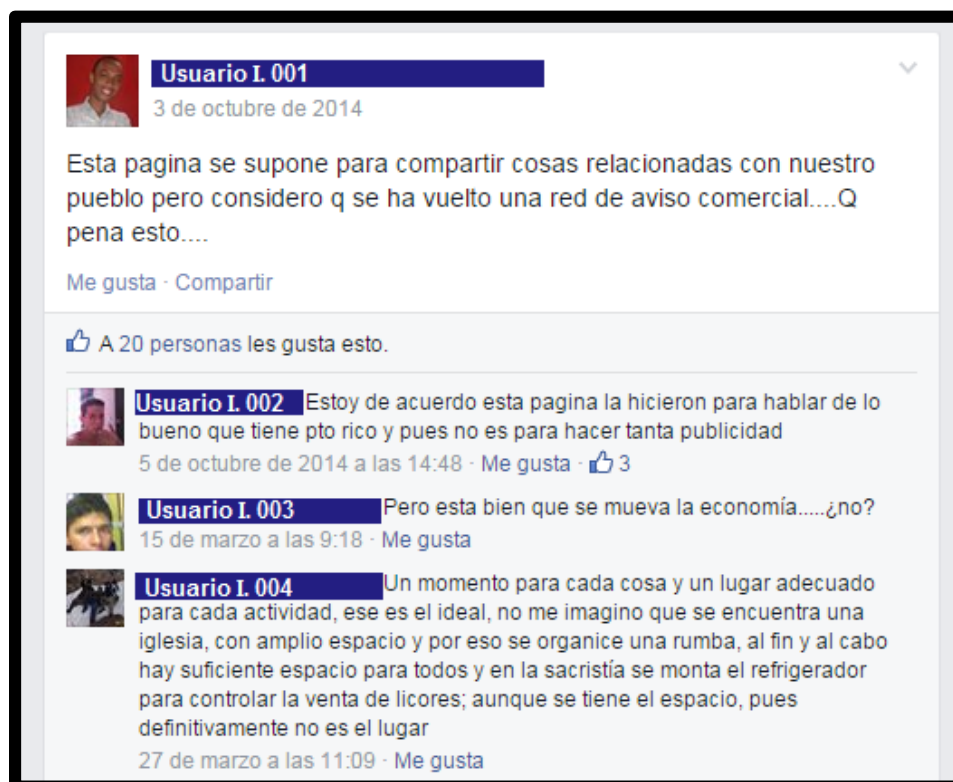 Usuario I. 001
3 de octubre de 2014
Esta pagina se supone para compartir cosas relacionadas con nuestro
pueblo pero considero q se ha vuelto una red de aviso comercial....Q
pena esto....
Me gusta · Compartir
A 20 personas les gusta esto.
Usuario I. 002 Estoy de acuerdo esta pagina la hicieron para hablar de lo
bueno que tiene pto rico y pues no es para hacer tanta publicidad
5 de octubre de 2014 a las 14:48 · Me gusta · 3
Usuario I. 003 Pero esta bien que se mueva la economía.....¿no?
15 de marzo a las 9:18 · Me gusta
Usuario I. 004 Un momento para cada cosa y un lugar adecuado
para cada actividad, ese es el ideal, no me imagino que se encuentra una
iglesia, con amplio espacio y por eso se organice una rumba, al fin y al cabo
hay suficiente espacio para todos y en la sacristía se monta el refrigerador
para controlar la venta de licores; aunque se tiene el espacio, pues
definitivamente no es el lugar
27 de marzo a las 11:09 · Me gusta